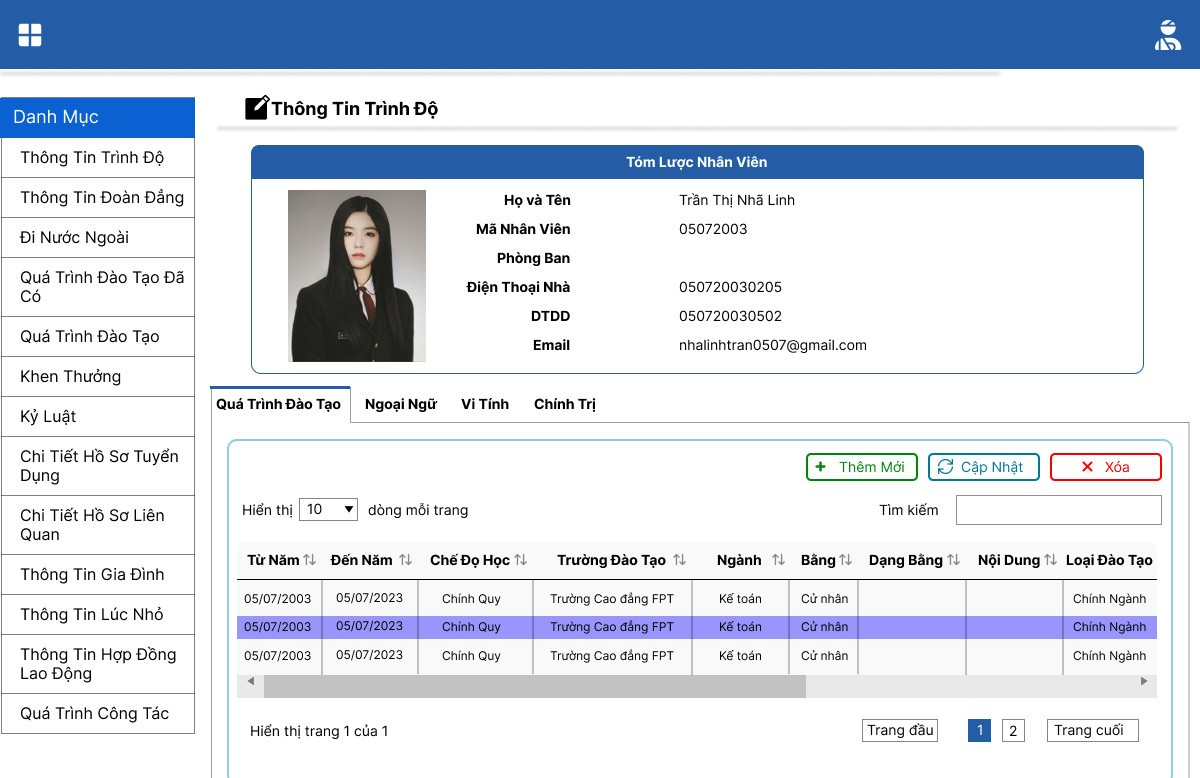 Thông Tin Trình Độ
Danh Mục
Thông Tin Trình Độ
Thông Tin Đoàn Đẳng
Đi Nước Ngoài
Quá Trình Đào Tạo Đã
Có
Quá Trình Đào Tạo
Khen Thưởng
Kỷ Luật
Chi Tiết Hồ Sơ Tuyển
Dụng
Chi Tiết Hồ Sơ Liên
Quan
Thông Tin Gia Đình
Thông Tin Lúc Nhỏ
Thông Tin Hợp Đồng
Lao Động
Quá Trình Công Tác
Tóm Lược Nhân Viên
Họ và Tên Trần Thị Nhã Linh
Mã Nhân Viên 05072003
Phòng Ban
Điện Thoại Nhà 050720030205
DTDD 050720030502
Email nhalinhtran0507@gmail.com
Quá Trình Đào Tạo Ngoại Ngữ Vi Tính Chính Trị
Thêm Mới Cập Nhật Xóa
Hiển thị 10 dòng mỗi trang Tìm kiếm
Từ Năm Đến Năm Chế Đọ Học Trường Đào Tạo Ngành Bằng Dạng Bằng Nội Dung Loại Đào Tạo
05/07/2003 05/07/2023 Chính Quy Trường Cao đẳng FPT Kế toán Cử nhân Chính Ngành
05/07/2003 05/07/2023 Chính Quy Trường Cao đẳng FPT Kế toán Cử nhân Chính Ngành
05/07/2003 05/07/2023 Chính Quy Trường Cao đẳng FPT Kế toán Cử nhân Chính Ngành
Hiển thị trang 1 của 1 Trang đầu 1 2 Trang cuối